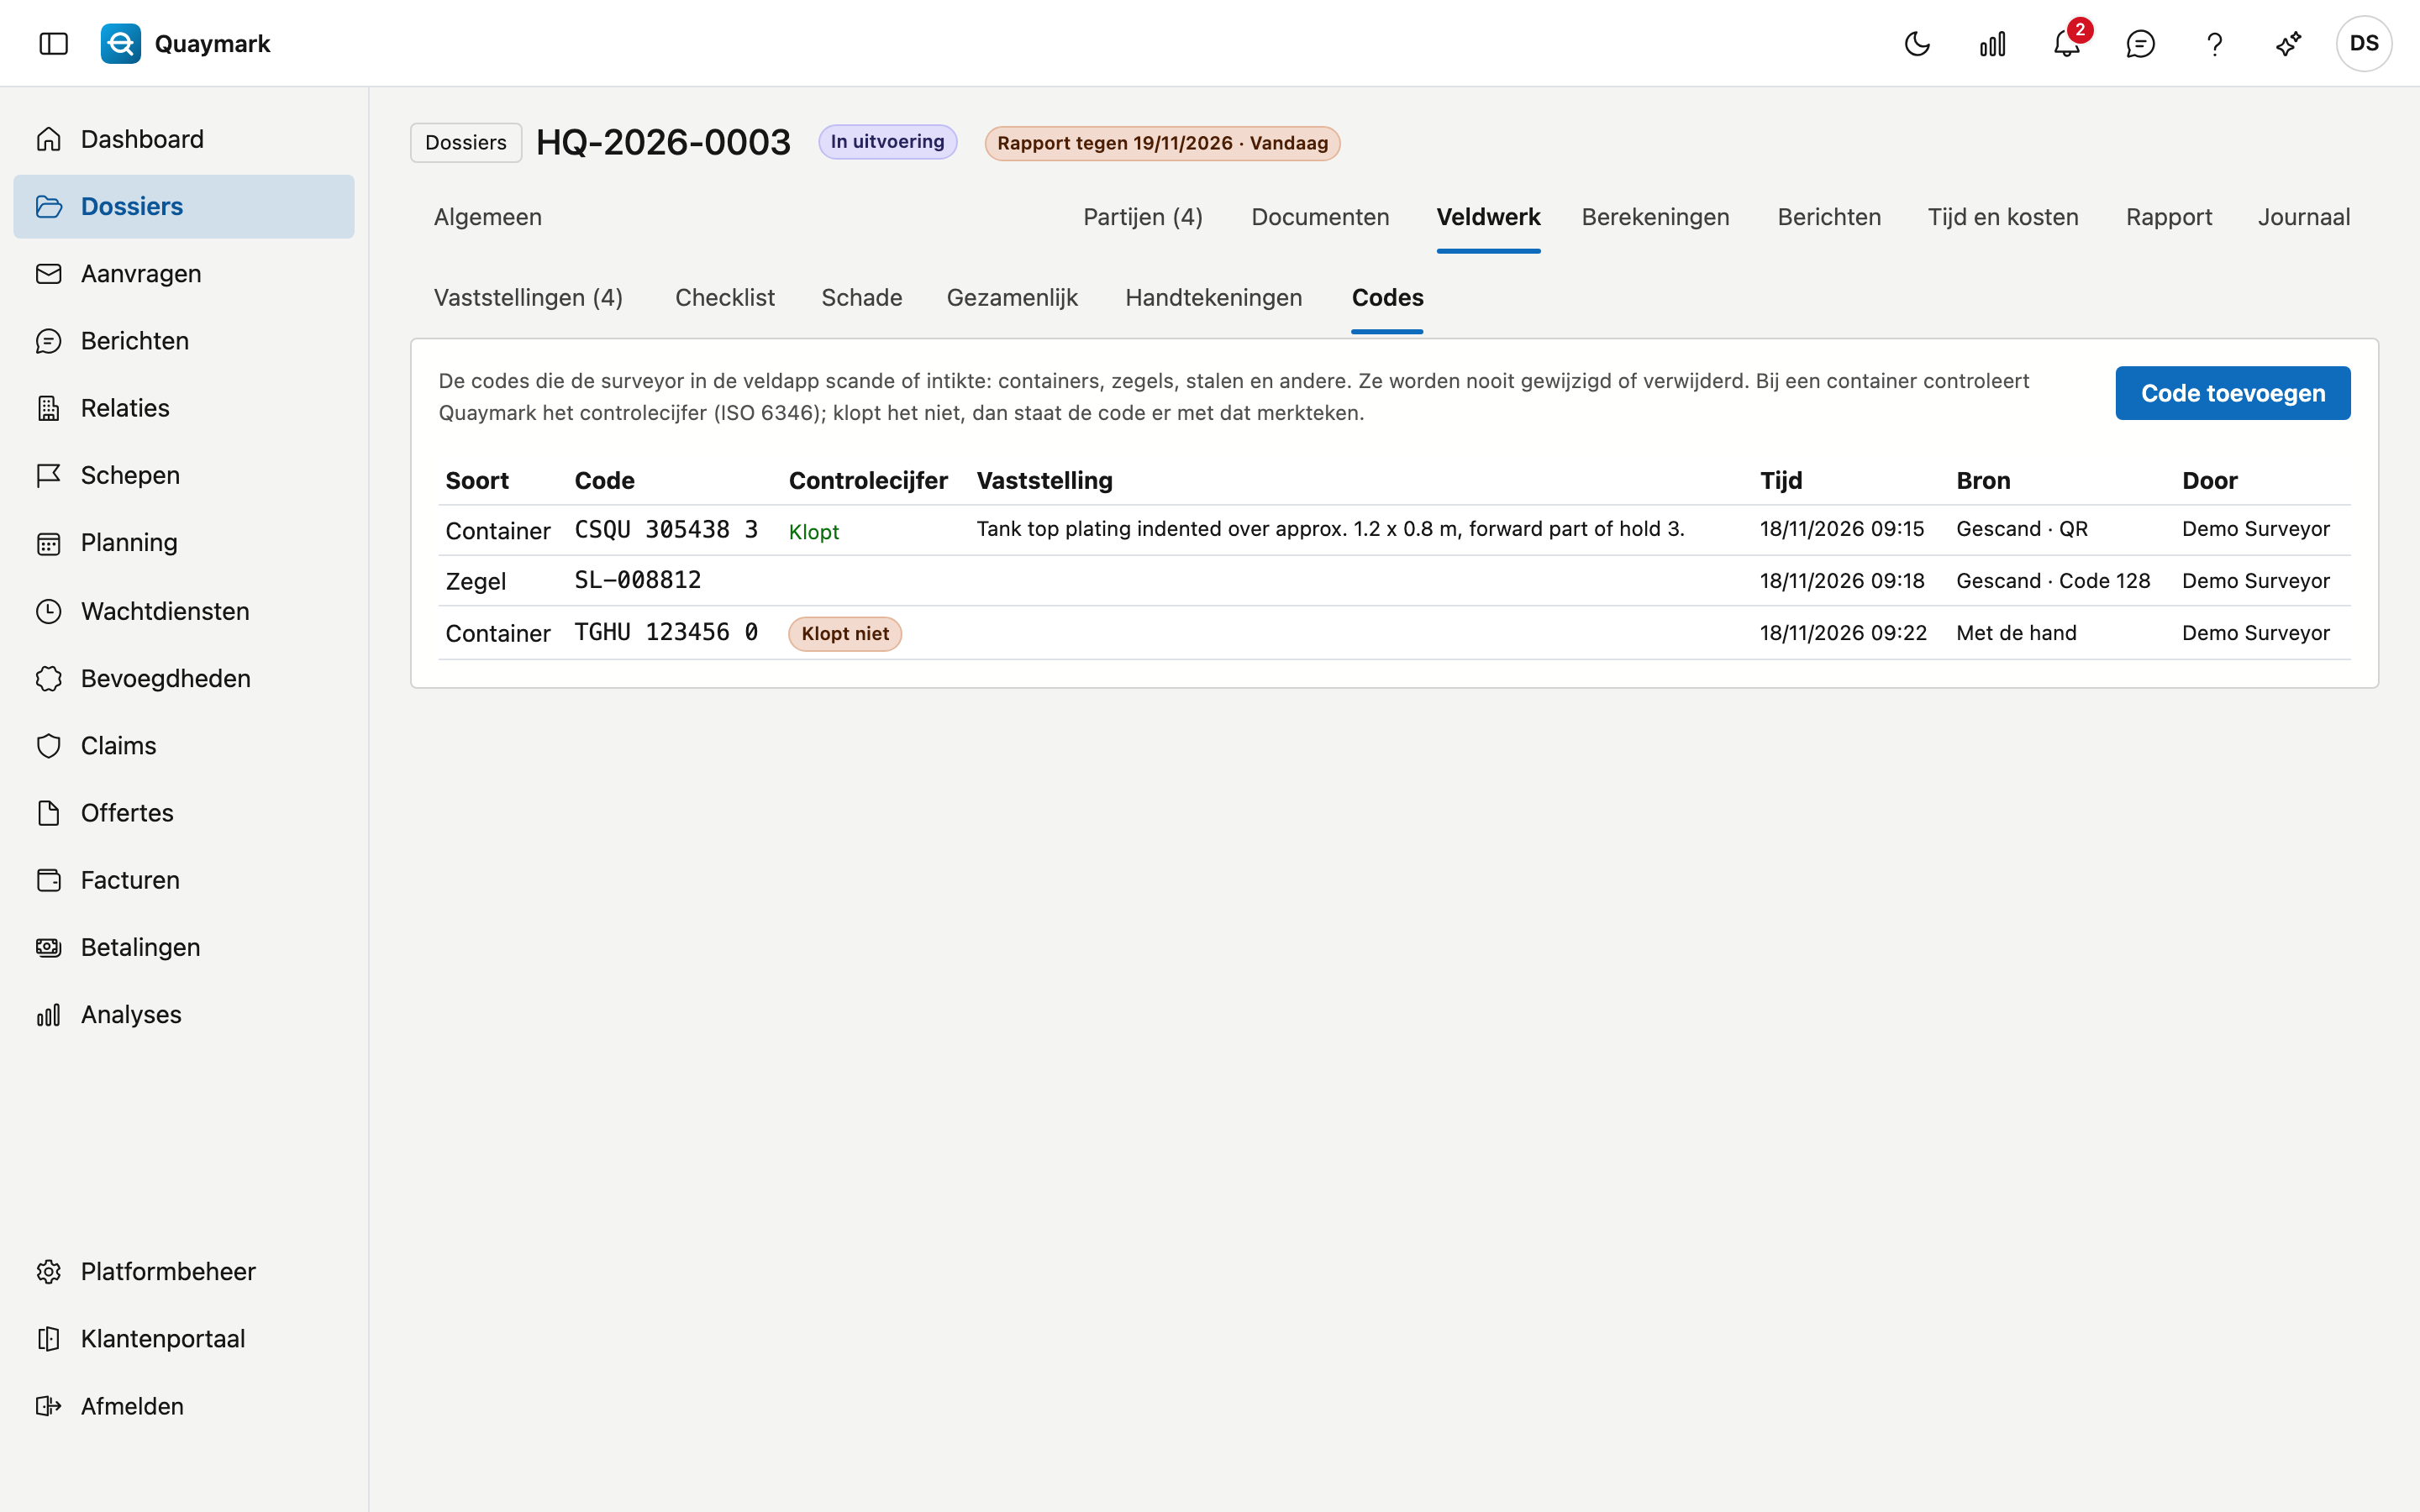 Quaymark
2
DS
Dashboard
Dossiers
Aanvragen
Berichten
Relaties
Schepen
Planning
Wachtdiensten
Bevoegdheden
Claims
Offertes
Facturen
Betalingen
Analyses
Platformbeheer
Klantenportaal
Afmelden
Dossiers HQ-2026-0003 In uitvoering Rapport tegen 19/11/2026 · Vandaag
Algemeen Partijen (4) Documenten Veldwerk Berekeningen Berichten Tijd en kosten Rapport Journaal
Vaststellingen (4) Checklist Schade Gezamenlijk Handtekeningen Codes
De codes die de surveyor in de veldapp scande of intikte: containers, zegels, stalen en andere. Ze worden nooit gewijzigd of verwijderd. Bij een container controleert
Quaymark het controlecijfer (ISO 6346); klopt het niet, dan staat de code er met dat merkteken.
Code toevoegen
Soort Code Controlecijfer Vaststelling Tijd Bron Door
Container CSQU 305438 3 Klopt Tank top plating indented over approx. 1.2 x 0.8 m, forward part of hold 3. 18/11/2026 09:15 Gescand · QR Demo Surveyor
Zegel SL-008812 18/11/2026 09:18 Gescand · Code 128 Demo Surveyor
Container TGHU 123456 0 Klopt niet 18/11/2026 09:22 Met de hand Demo Surveyor